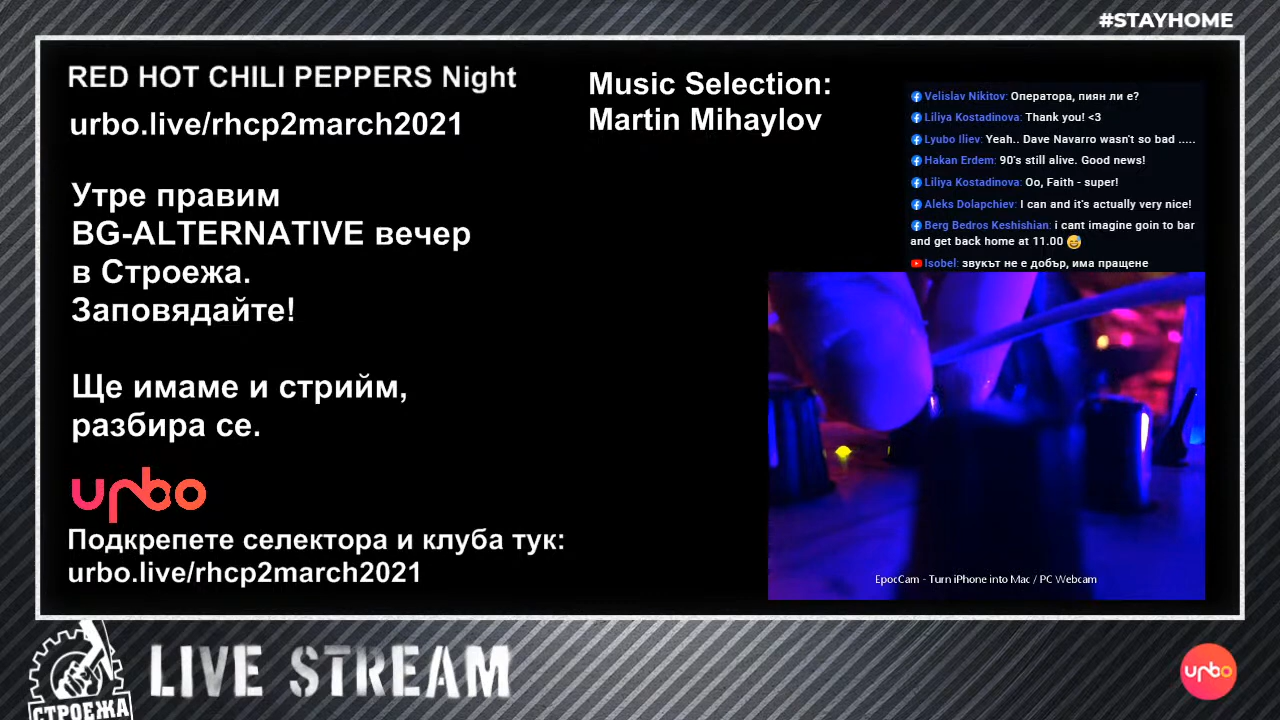 #STAYHOME
RED HOT CHILI PEPPERS Night
urbo.live/rhcp2march2021
Music Selection:
Martin Mihaylov
Утре правим
BG-ALTERNATIVE вечер
в Строежа.
Заповядайте!
Ще имаме и стрийм,
разбира се.
urbo
Подкрепете селектора и клуба тук:
urbo.live/rhcp2march2021
Velislav Nikitov: Оператора, пиян ли е?
Liliya Kostadinova: Thank you! <3
Lyubo Iliev: Yeah.. Dave Navarro wasn't so bad .....
Hakan Erdem: 90's still alive. Good news!
Liliya Kostadinova: Oo, Faith - super!
Aleks Dolapchiev: I can and it's actually very nice!
Berg Bedros Keshishian: i cant imagine goin to bar
and get back home at 11.00 😅
Isobel: звукът не е добър, има пращене
EpocCam - Turn iPhone into Mac / PC Webcam
СТРОЕЖА
LIVE STREAM
urbo